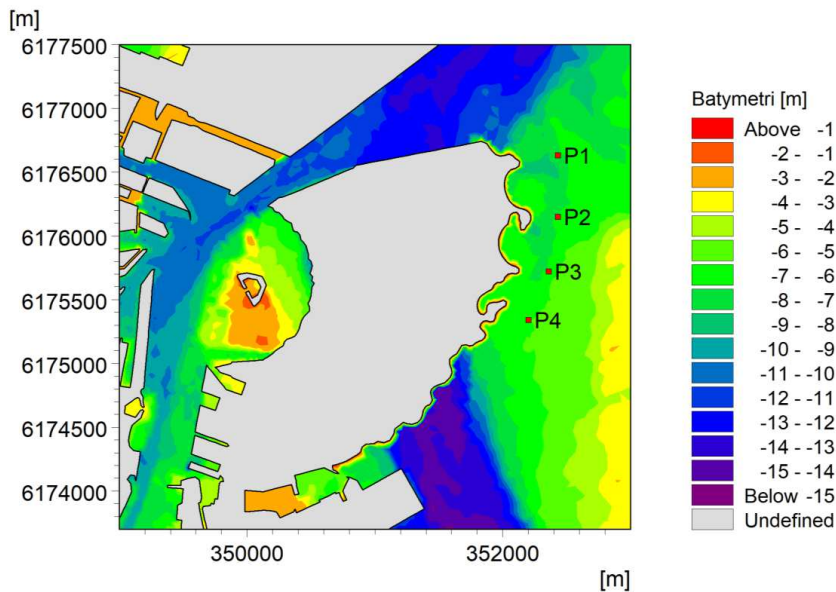 [m]
6177500
6177000
6176500
6176000
6175500
6175000
6174500
6174000
350000
352000
[m]
P1
P2
P3
P4
Batymetri [m]
Above -1
-2 - -1
-3 - -2
-4 - -3
-5 - -4
-6 - -5
-7 - -6
-8 - -7
-9 - -8
-10 - -9
-11 - -10
-12 - -11
-13 - -12
-14 - -13
-15 - -14
Below -15
Undefined